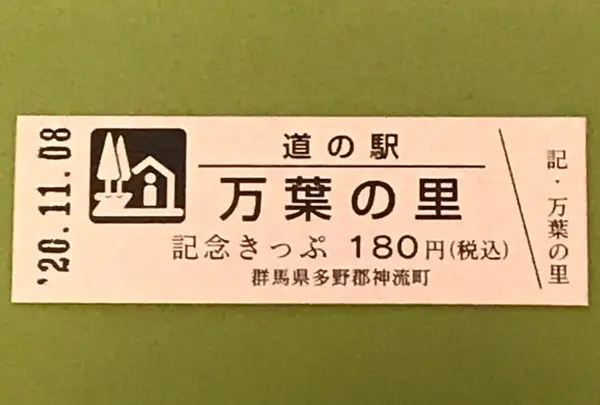 '20.11.08
道の駅
万葉の里
記念きっぷ 180円(税込)
群馬県多野郡神流町
記・万葉の里